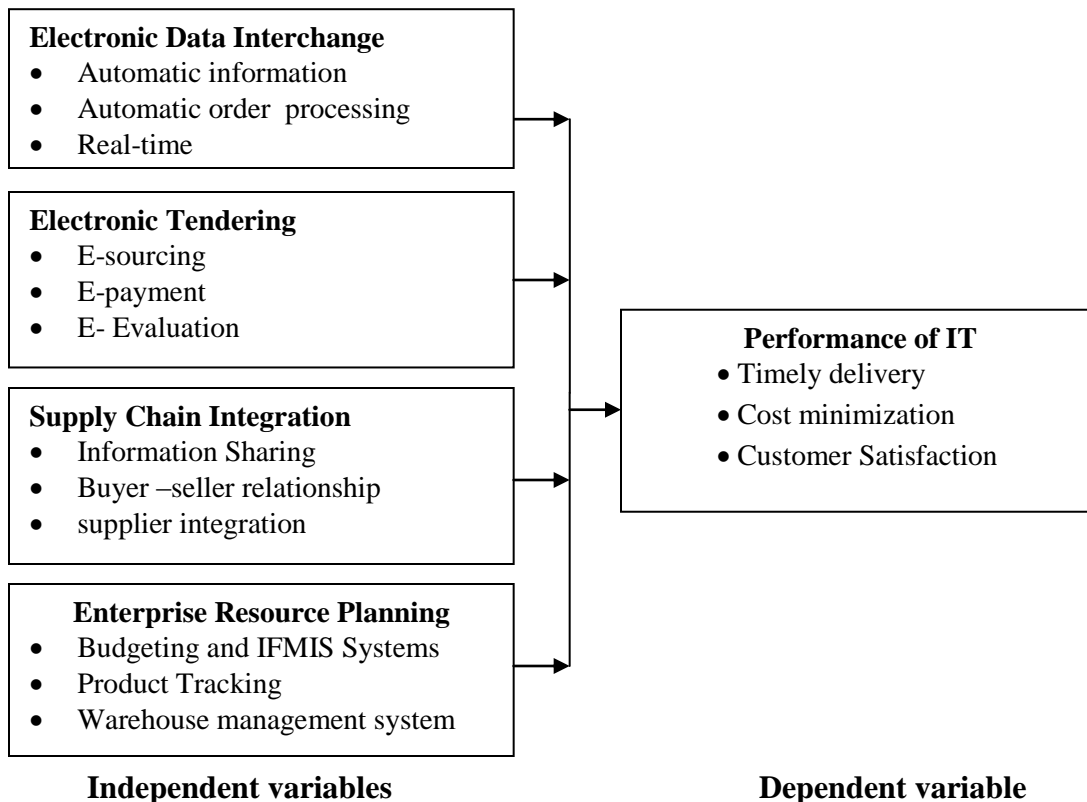 Electronic Data Interchange
• Automatic information
• Automatic order processing
• Real-time
Electronic Tendering
• E-sourcing
• E-payment
• E- Evaluation
Supply Chain Integration
• Information Sharing
• Buyer –seller relationship
• supplier integration
Enterprise Resource Planning
• Budgeting and IFMIS Systems
• Product Tracking
• Warehouse management system
Independent variables
Performance of IT
• Timely delivery
• Cost minimization
• Customer Satisfaction
Dependent variable